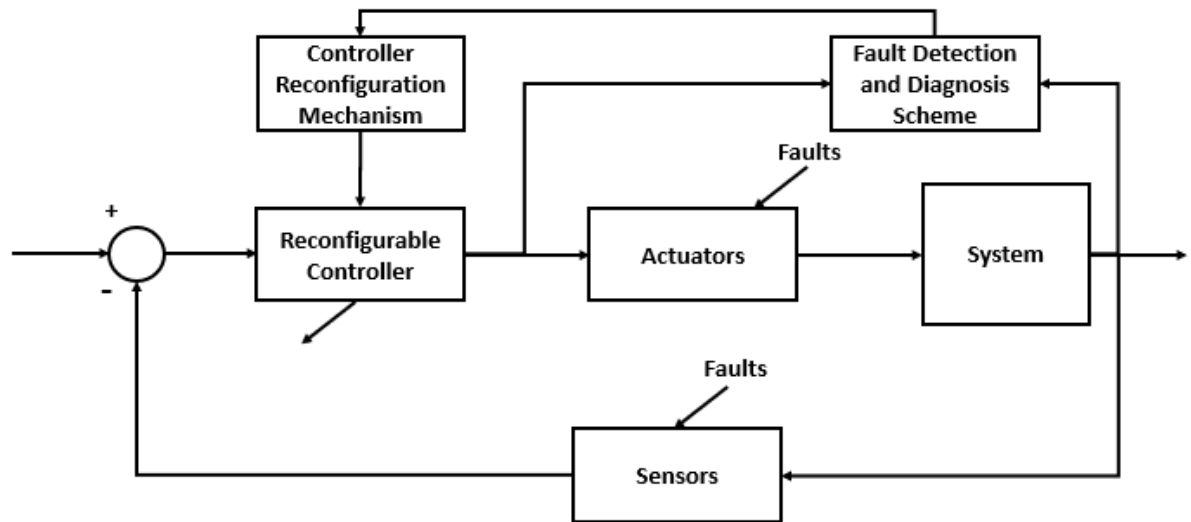 Controller
Reconfiguration
Mechanism
Fault Detection
and Diagnosis
Scheme
Faults
+
Reconfigurable
Controller
Actuators
System
-
Faults
Sensors